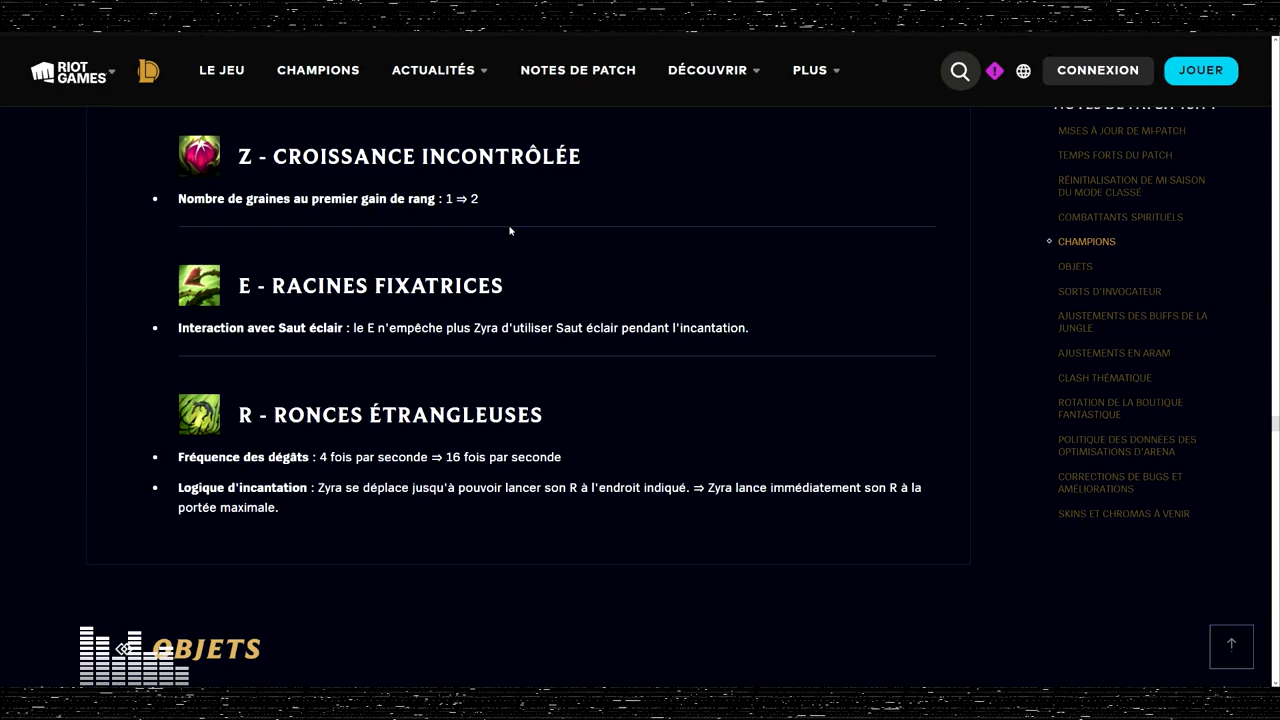 RIOT GAMES
LE JEU
CHAMPIONS
ACTUALITÉS
NOTES DE PATCH
DÉCOUVRIR
PLUS
CONNEXION
JOUER
Z - CROISSANCE INCONTRÔLÉE
Nombre de graines au premier gain de rang : 1 ⇒ 2
E - RACINES FIXATRICES
Interaction avec Saut éclair : le E n'empêche plus Zyra d'utiliser Saut éclair pendant l'incantation.
R - RONCES ÉTRANGLEUSES
Fréquence des dégâts : 4 fois par seconde ⇒ 16 fois par seconde
Logique d'incantation : Zyra se déplace jusqu'à pouvoir lancer son R à l'endroit indiqué. ⇒ Zyra lance immédiatement son R à la
portée maximale.
OBJETS
MISES À JOUR DE MI-PATCH
TEMPS FORTS DU PATCH
RÉINITIALISATION DE MI-SAISON
DU MODE CLASSÉ
COMBATTANTS SPIRITUELS
CHAMPIONS
OBJETS
SORTS D'INVOCATEUR
AJUSTEMENTS DES BUFFS DE LA
JUNGLE
AJUSTEMENTS EN ARAM
CLASH THÉMATIQUE
ROTATION DE LA BOUTIQUE
FANTASTIQUE
POLITIQUE DES DONNÉES DES
OPTIMISATIONS D'ARENA
CORRECTIONS DE BUGS ET
AMÉLIORATIONS
SKINS ET CHROMAS À VENIR